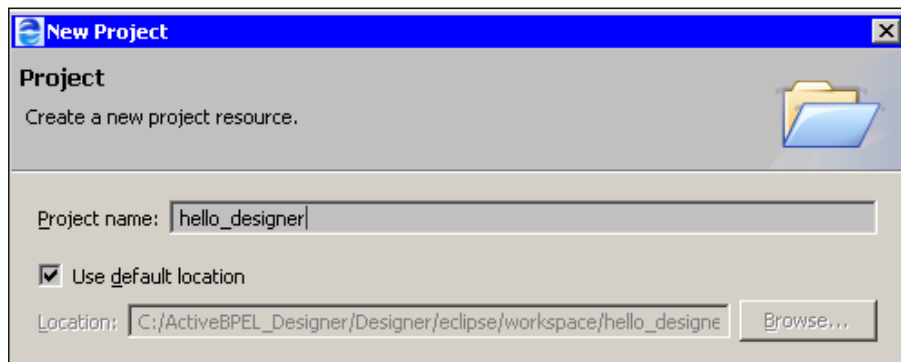 New Project
Project
Create a new project resource.
Project name: hello_designer
Use default location
Location: C:/ActiveBPEL_Designer/Designer/eclipse/workspace/hello_designe Browse...